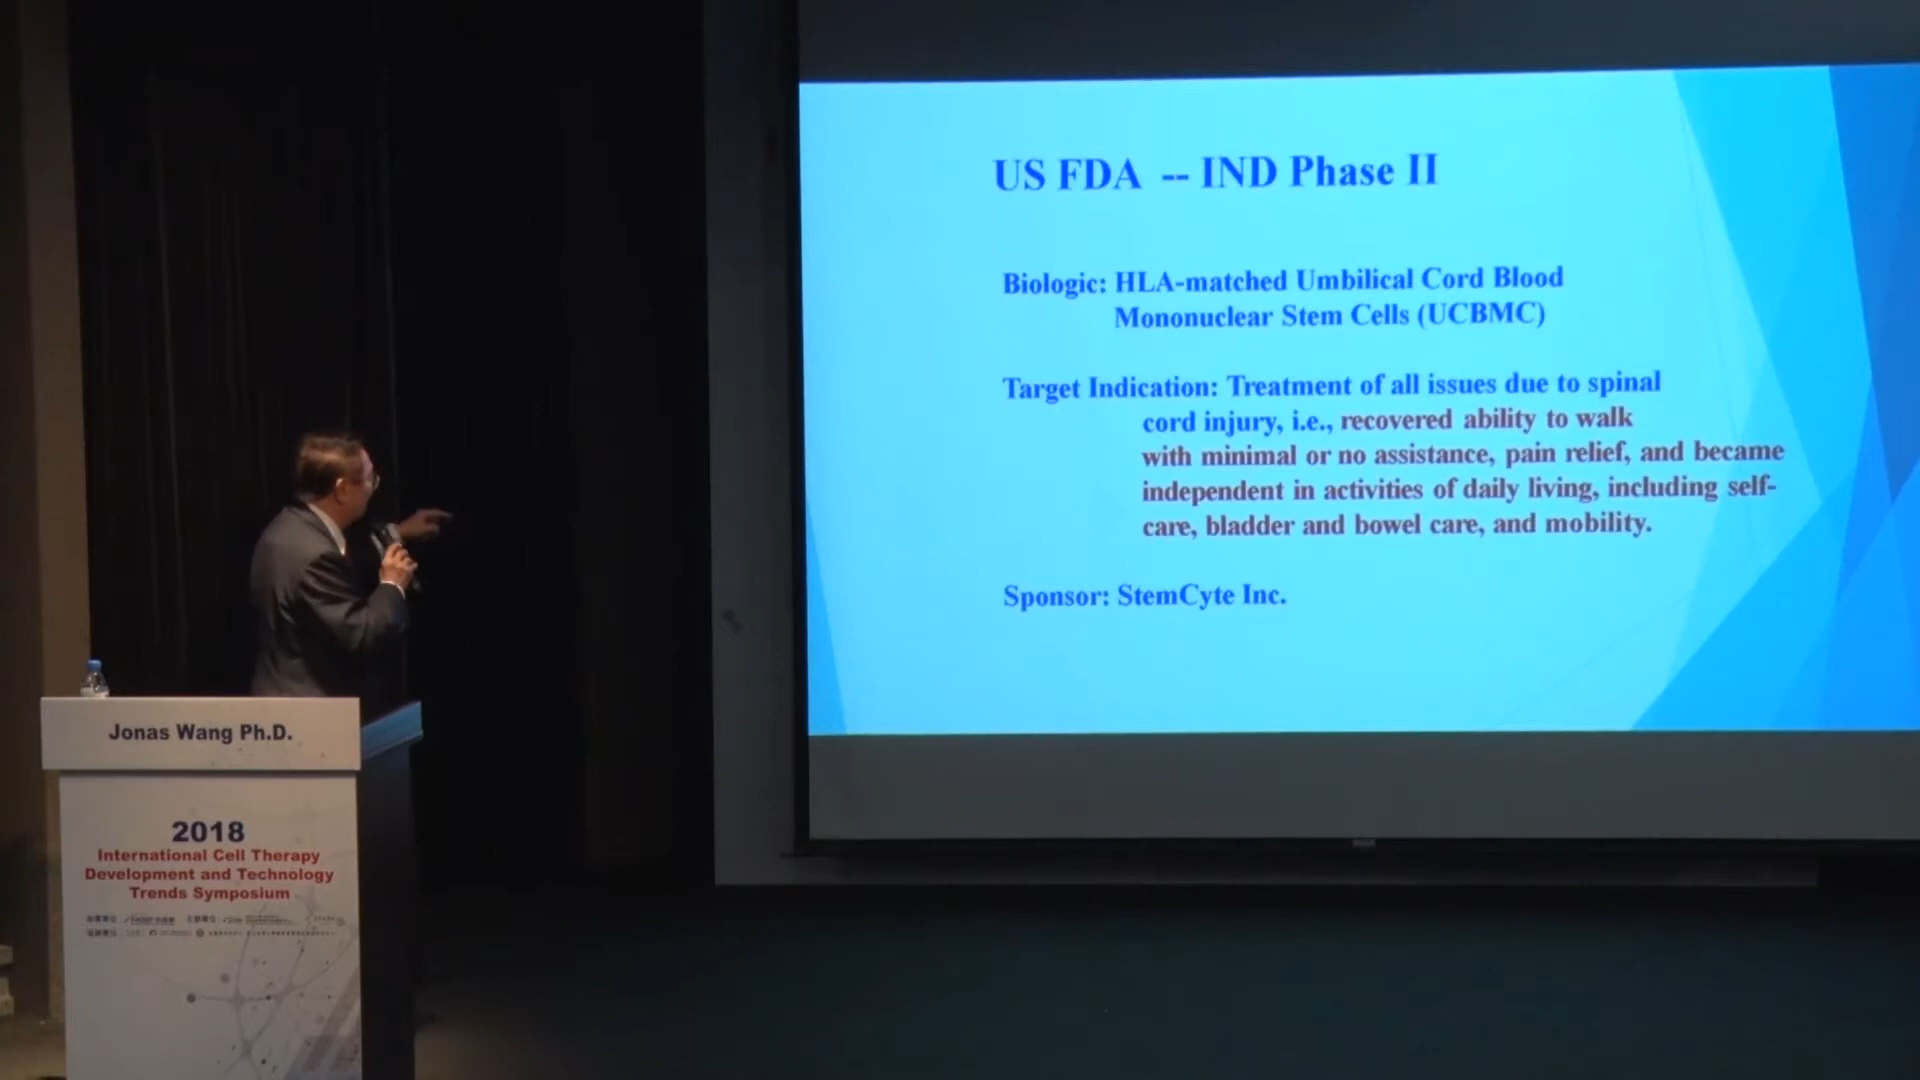 US FDA -- IND Phase II
Biologic: HLA-matched Umbilical Cord Blood
Mononuclear Stem Cells (UCBMC)
Target Indication: Treatment of all issues due to spinal
cord injury, i.e., recovered ability to walk
with minimal or no assistance, pain relief, and became
independent in activities of daily living, including self-
care, bladder and bowel care, and mobility.
Sponsor: StemCyte Inc.
Jonas Wang Ph.D.
2018
International Cell Therapy
Development and Technology
Trends Symposium